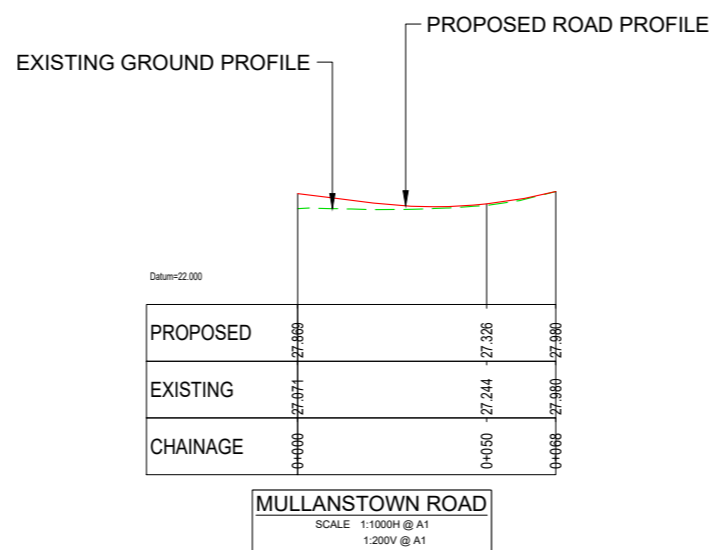 PROPOSED ROAD PROFILE
EXISTING GROUND PROFILE
Datum=22.000
PROPOSED 27.869 27.326 27.980
EXISTING 27.071 27.244 27.980
CHAINAGE 0+000 0+050 0+068
MULLANSTOWN ROAD
SCALE 1:1000H @ A1
1:200V @ A1